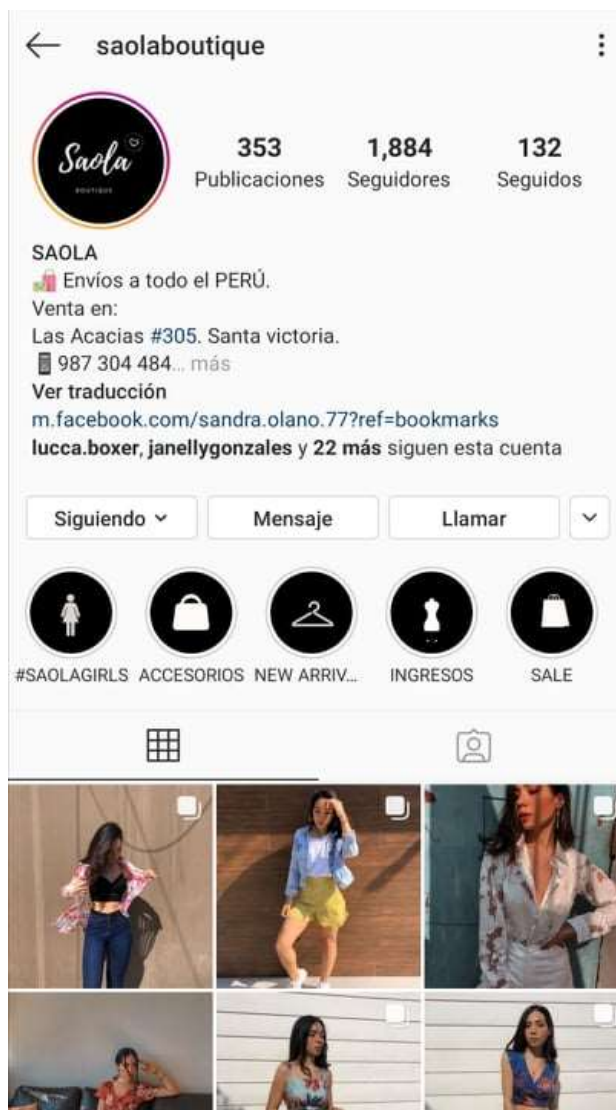 saolaboutique
Saola
BOUTIQUE
353
Publicaciones
1,884
Seguidores
132
Seguidos
SAOLA
Envíos a todo el PERÚ.
Venta en:
Las Acacias #305. Santa victoria.
987 304 484... más
Ver traducción
m.facebook.com/sandra.olano.77?ref=bookmarks
lucca.boxer, janellygonzales y 22 más siguen esta cuenta
Siguiendo
Mensaje
Llamar
#SAOLAGIRLS
ACCESORIOS
NEW ARRIV...
INGRESOS
SALE